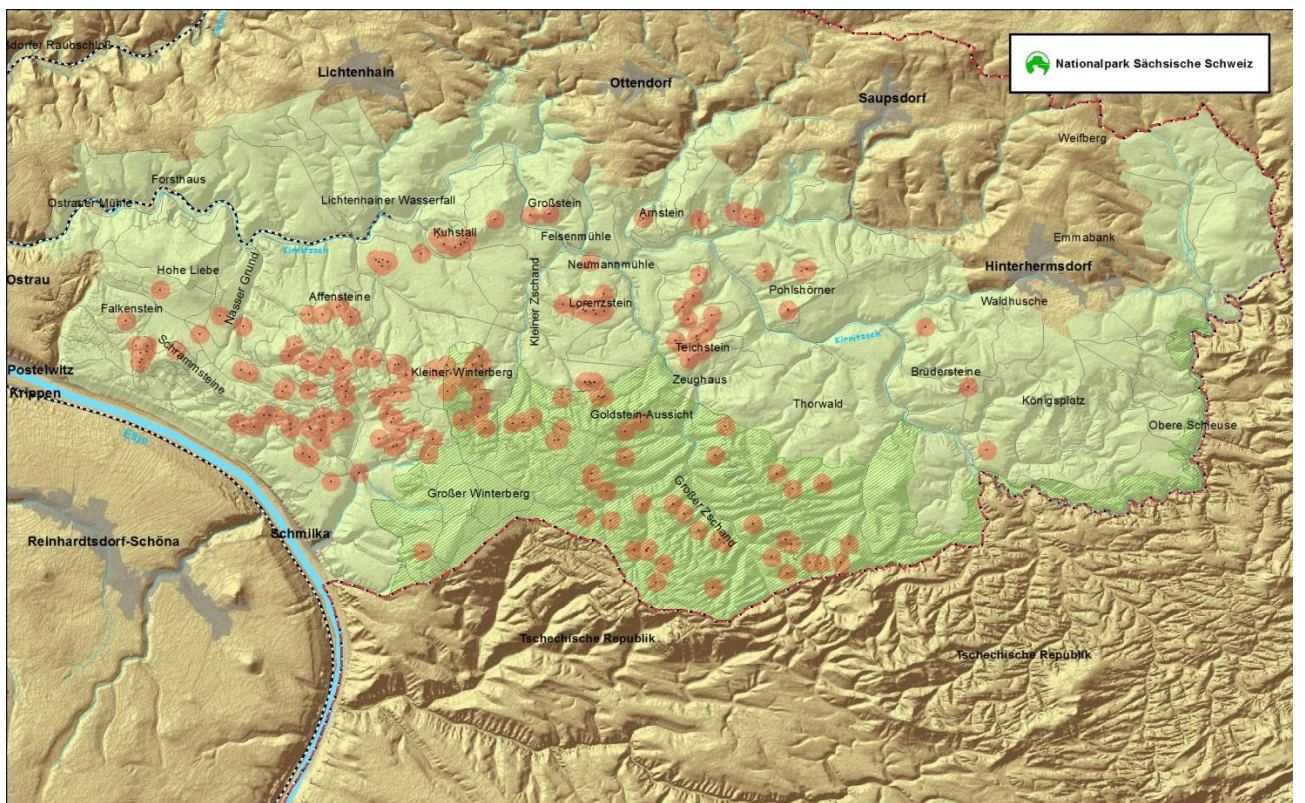 sdorfer Raubschloß
Lichtenhain
Ottendorf
Saupsdorf
Nationalpark Sächsische Schweiz
Weifberg
Forsthaus
Ostrauer Mühle
Lichtenhainer Wasserfall
Großstein
Arnstein
Kuhstall
Felsenmühle
Kirnitzsch
Emmabank
Ostrau
Hohe Liebe
Nasser Grund
Neumannmühle
Hinterhermsdorf
Pohlshörner
Falkenstein
Affensteine
Kleiner Zschand
Lorenzstein
Waldhusche
Schrammsteine
Teichstein
Kirnitzsch
Postelwitz
Krippen
Kleiner-Winterberg
Zeughaus
Brüdersteine
Thorwald
Königsplatz
Goldstein-Aussicht
Obere Schleuse
Elbe
Großer Winterberg
Großer Zschand
Reinhardtsdorf-Schöna
Schmilka
Tschechische Republik
Tschechische Republik